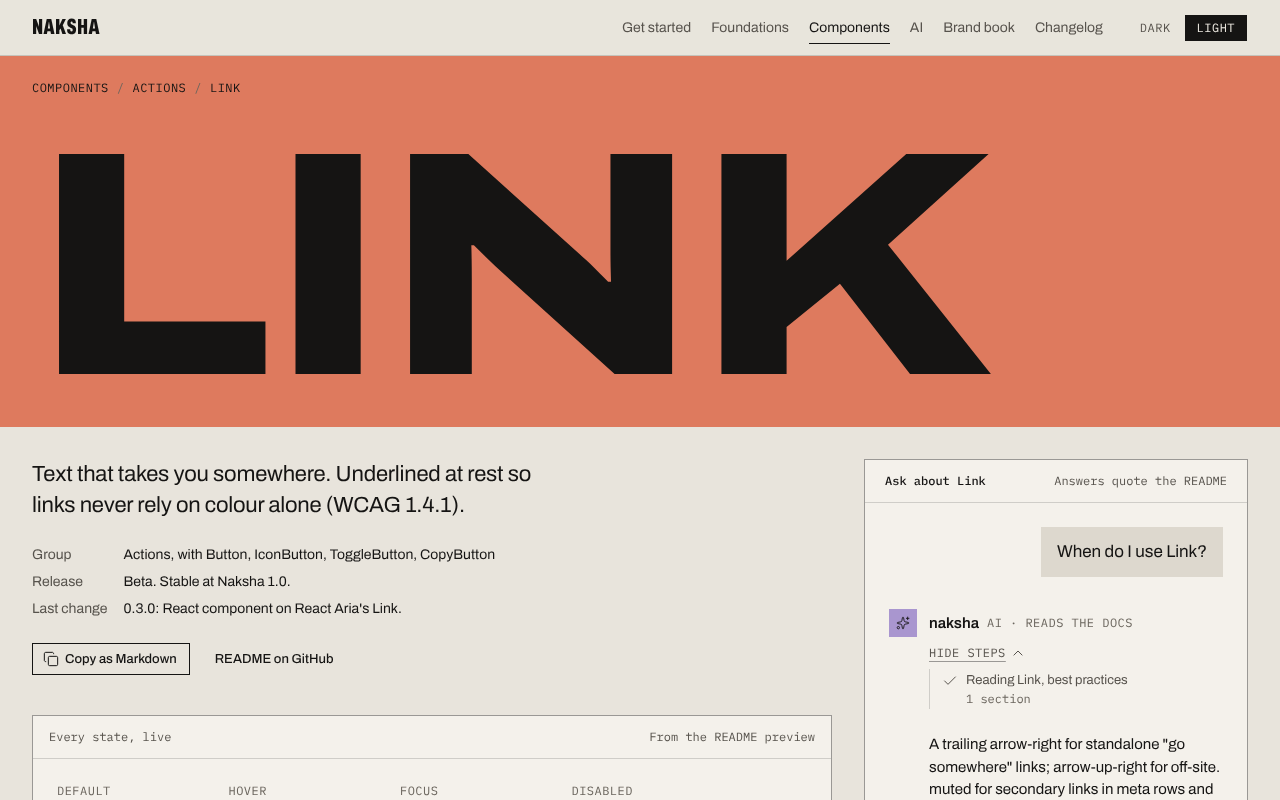 NAKSHA
Get started Foundations Components AI Brand book Changelog DARK LIGHT
COMPONENTS / ACTIONS / LINK
LINK
Text that takes you somewhere. Underlined at rest so
links never rely on colour alone (WCAG 1.4.1).
Group Actions, with Button, IconButton, ToggleButton, CopyButton
Release Beta. Stable at Naksha 1.0.
Last change 0.3.0: React component on React Aria's Link.
Copy as Markdown README on GitHub
Every state, live From the README preview
DEFAULT HOVER FOCUS DISABLED
Ask about Link Answers quote the README
When do I use Link?
naksha AI · READS THE DOCS
HIDE STEPS
Reading Link, best practices
1 section
A trailing arrow-right for standalone "go
somewhere" links; arrow-up-right for off-site.
muted for secondary links in meta rows and